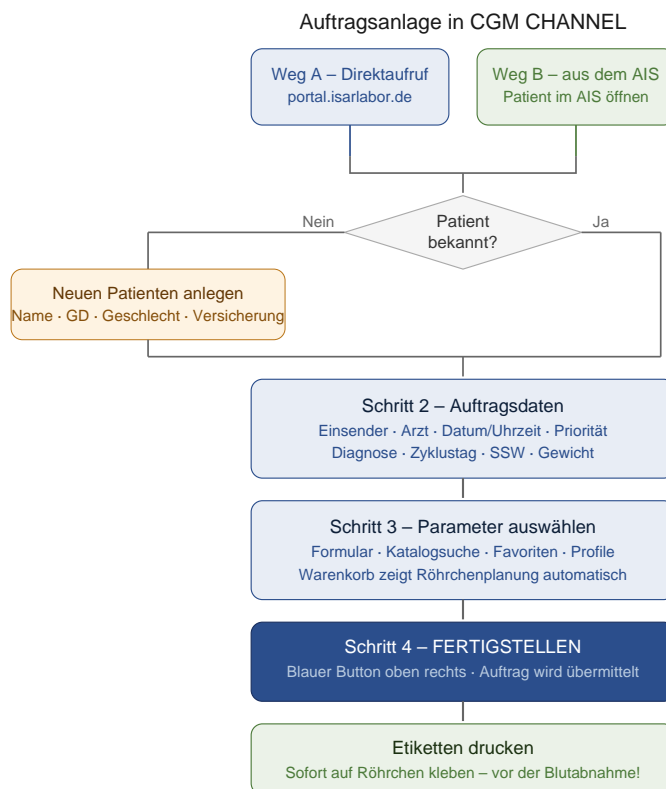 Auftragsanlage in CGM CHANNEL
Weg A – Direktaufruf
portal.isarlabor.de
Weg B – aus dem AIS
Patient im AIS öffnen
Nein
Patient
bekannt?
Ja
Neuen Patienten anlegen
Name · GD · Geschlecht · Versicherung
Schritt 2 – Auftragsdaten
Einsender · Arzt · Datum/Uhrzeit · Priorität
Diagnose · Zyklustag · SSW · Gewicht
Schritt 3 – Parameter auswählen
Formular · Katalogsuche · Favoriten · Profile
Warenkorb zeigt Röhrchenplanung automatisch
Schritt 4 – FERTIGSTELLEN
Blauer Button oben rechts · Auftrag wird übermittelt
Etiketten drucken
Sofort auf Röhrchen kleben – vor der Blutabnahme!